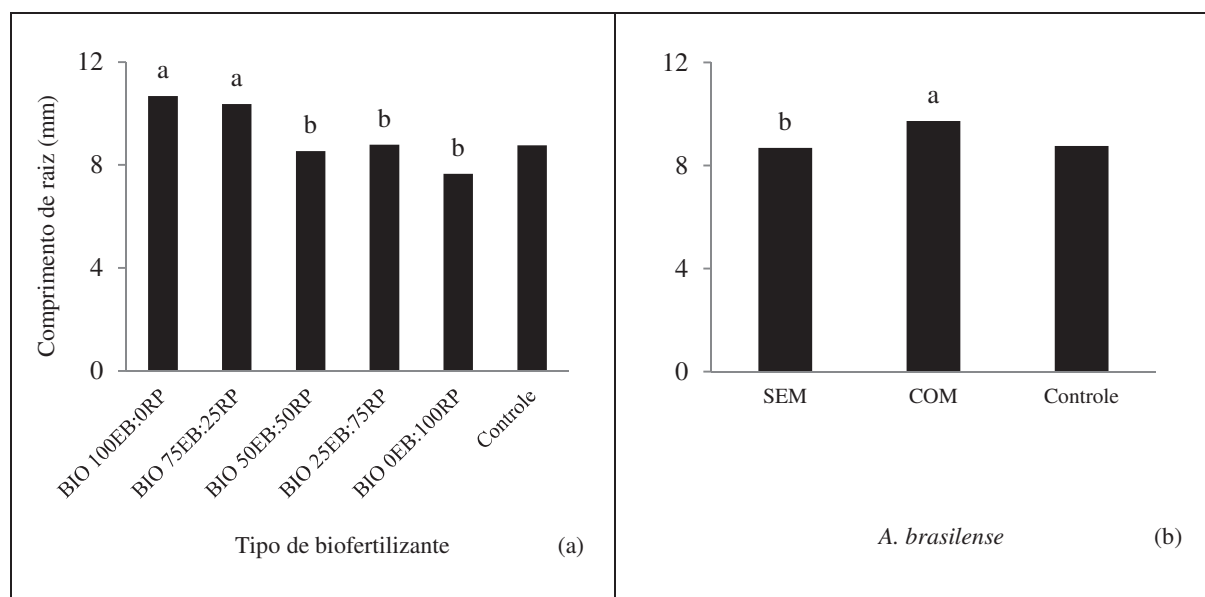 12
8
4
0
Comprimento de raiz (mm)
a
a
b
b
b
BIO 100EB:0RP
BIO 75EB:25RP
BIO 50EB:50RP
BIO 25EB:75RP
BIO 0EB:100RP
Controle
Tipo de biofertilizante
(a)
12
8
4
0
b
a
SEM
COM
Controle
A. brasilense
(b)